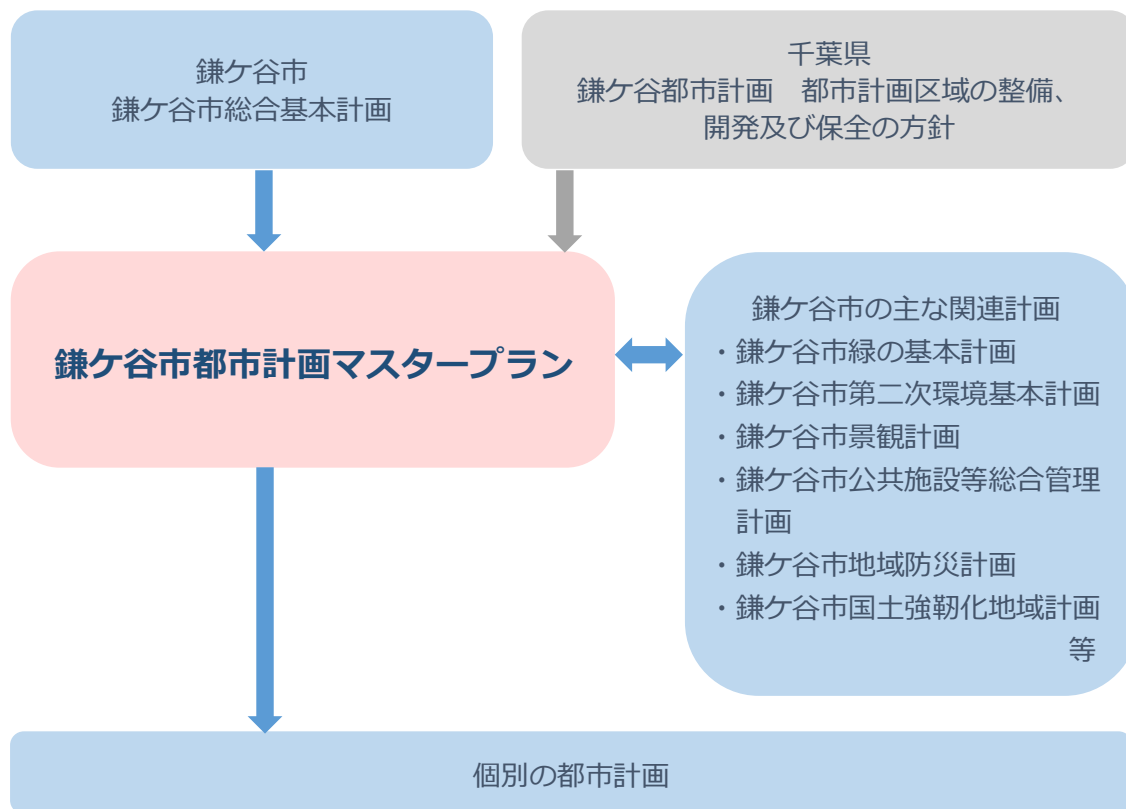 鎌ケ谷市
鎌ケ谷市総合基本計画
千葉県
鎌ケ谷都市計画　都市計画区域の整備、
開発及び保全の方針
鎌ケ谷市都市計画マスタープラン
鎌ケ谷市の主な関連計画
・鎌ケ谷市緑の基本計画
・鎌ケ谷市第二次環境基本計画
・鎌ケ谷市景観計画
・鎌ケ谷市公共施設等総合管理
計画
・鎌ケ谷市地域防災計画
・鎌ケ谷市国土強靭化地域計画
等
個別の都市計画